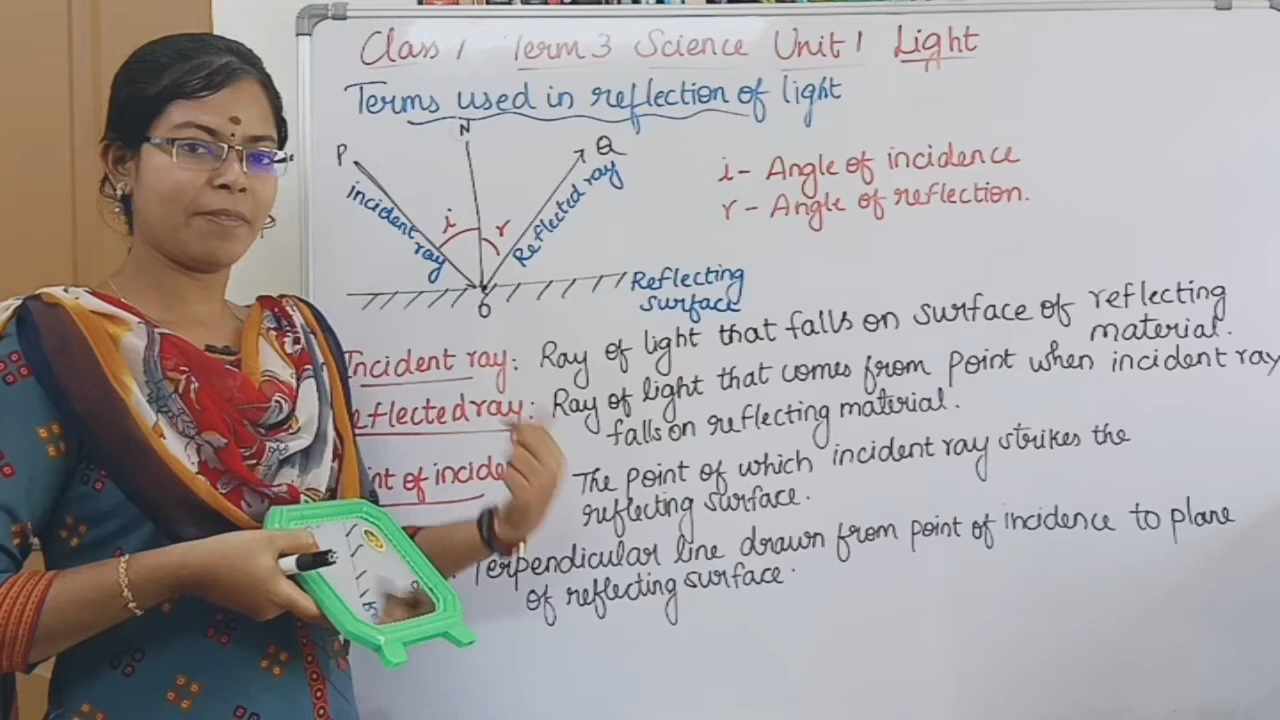 Class 1 Term 3 Science Unit 1 Light
Terms used in reflection of light
N
P
Q
incident ray
i
r
Reflected ray
O
Reflecting
surface
i - Angle of incidence
r - Angle of reflection.
Incident ray: Ray of light that falls on surface of reflecting
material.
eflected ray: Ray of light that comes from point when incident ray
falls on reflecting material.
nt of incide The point of which incident ray strikes the
reflecting surface.
Perpendicular line drawn from point of incidence to plane
of reflecting surface.